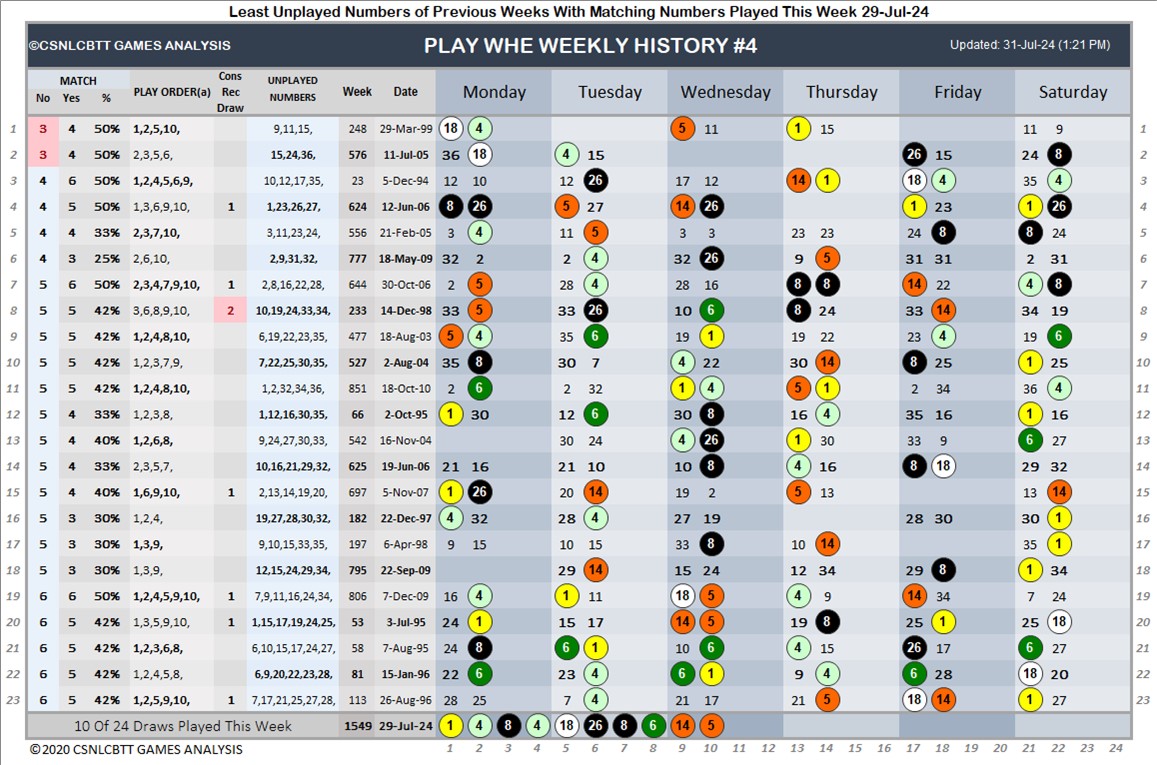 Least Unplayed Numbers of Previous Weeks With Matching Numbers Played This Week 29-Jul-24
©CSNLCBTT GAMES ANALYSIS PLAY WHE WEEKLY HISTORY #4 Updated: 31-Jul-24 (1:21 PM)
MATCH No Yes % PLAY ORDER(a) Cons Rec Draw UNPLAYED NUMBERS Week Date Monday Tuesday Wednesday Thursday Friday Saturday
1 3 4 50% 1,2,5,10, 9,11,15, 248 29-Mar-99 18 4 5 11 1 15 11 9 1
2 3 4 50% 2,3,5,6, 15,24,36, 576 11-Jul-05 36 18 4 15 26 15 24 8 2
3 4 6 50% 1,2,4,5,6,9, 10,12,17,35, 23 5-Dec-94 12 10 12 26 17 12 14 1 18 4 35 4 3
4 4 5 50% 1,3,6,9,10, 1 1,23,26,27, 624 12-Jun-06 8 26 5 27 14 26 1 23 1 26 4
5 4 4 33% 2,3,7,10, 3,11,23,24, 556 21-Feb-05 3 4 11 5 3 3 23 23 24 8 8 24 5
6 4 3 25% 2,6,10, 2,9,31,32, 777 18-May-09 32 2 2 4 32 26 9 5 31 31 2 31 6
7 5 6 50% 2,3,4,7,9,10, 1 2,8,16,22,28, 644 30-Oct-06 2 5 28 4 28 16 8 8 14 22 4 8 7
8 5 5 42% 3,6,8,9,10, 2 10,19,24,33,34, 233 14-Dec-98 33 5 33 26 10 6 8 24 33 14 34 19 8
9 5 5 42% 1,2,4,8,10, 6,19,22,23,35, 477 18-Aug-03 5 4 35 6 19 1 19 22 23 4 19 6 9
10 5 5 42% 1,2,3,7,9, 7,22,25,30,35, 527 2-Aug-04 35 8 30 7 4 22 30 14 8 25 1 25 10
11 5 5 42% 1,2,4,8,10, 1,2,32,34,36, 851 18-Oct-10 2 6 2 32 1 4 5 1 2 34 36 4 11
12 5 4 33% 1,2,3,8, 1,12,16,30,35, 66 2-Oct-95 1 30 12 6 30 8 16 4 35 16 1 16 12
13 5 4 40% 1,2,6,8, 9,24,27,30,33, 542 16-Nov-04 30 24 4 26 1 30 33 9 6 27 13
14 5 4 33% 2,3,5,7, 10,16,21,29,32, 625 19-Jun-06 21 16 21 10 10 8 4 16 8 18 29 32 14
15 5 4 40% 1,6,9,10, 1 2,13,14,19,20, 697 5-Nov-07 1 26 20 14 19 2 5 13 13 14 15
16 5 3 30% 1,2,4, 19,27,28,30,32, 182 22-Dec-97 4 32 28 4 27 19 28 30 30 1 16
17 5 3 30% 1,3,9, 9,10,15,33,35, 197 6-Apr-98 9 15 10 15 33 8 10 14 35 1 17
18 5 3 30% 1,3,9, 12,15,24,29,34, 795 22-Sep-09 29 14 15 24 12 34 29 8 1 34 18
19 6 6 50% 1,2,4,5,9,10, 1 7,9,11,16,24,34, 806 7-Dec-09 16 4 1 11 18 5 4 9 14 34 7 24 19
20 6 5 42% 1,3,5,9,10, 1 1,15,17,19,24,25, 53 3-Jul-95 24 1 15 17 14 5 19 8 25 1 25 18 20
21 6 5 42% 1,2,3,6,8, 6,10,15,17,24,27, 58 7-Aug-95 24 8 6 1 10 6 4 15 26 17 6 27 21
22 6 5 42% 1,2,4,5,8, 6,9,20,22,23,28, 81 15-Jan-96 22 6 23 4 6 1 9 4 6 28 18 20 22
23 6 5 42% 1,2,5,9,10, 1 7,17,21,25,27,28, 113 26-Aug-96 28 25 7 4 21 17 21 5 18 14 1 27 23
10 Of 24 Draws Played This Week 1549 29-Jul-24 1 4 8 4 18 26 8 6 14 5
© 2020 CSNLCBTT GAMES ANALYSIS 1 2 3 4 5 6 7 8 9 10 11 12 13 14 15 16 17 18 19 20 21 22 23 24